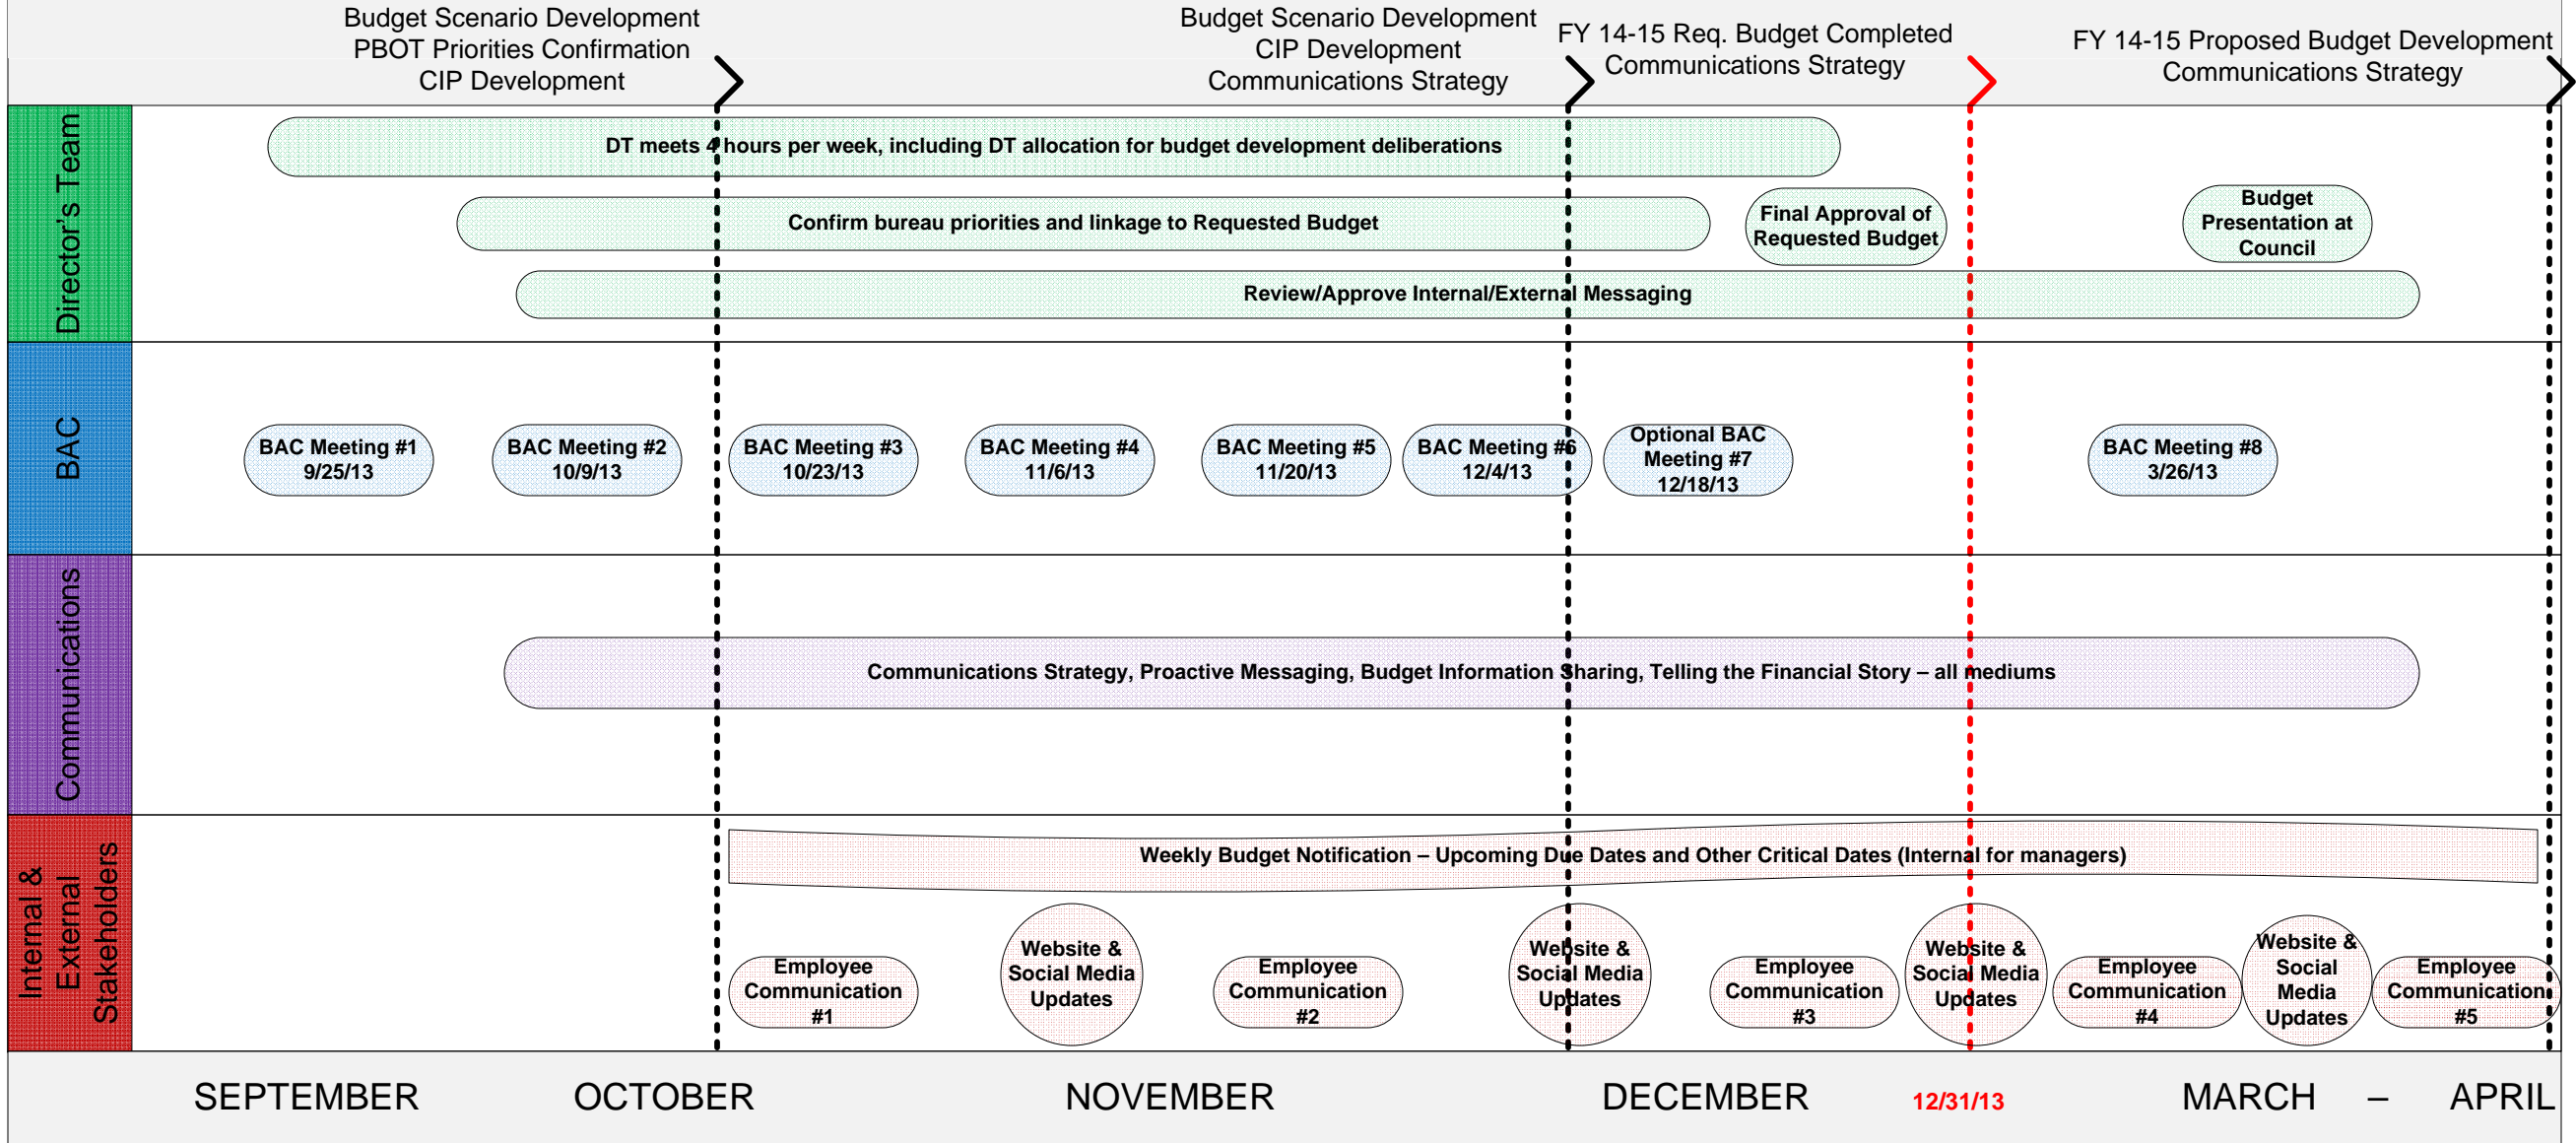 Budget Scenario Development
PBOT Priorities Confirmation
CIP Development
Budget Scenario Development
CIP Development
Communications Strategy
FY 14-15 Req. Budget Completed
Communications Strategy
FY 14-15 Proposed Budget Development
Communications Strategy
Director's Team
DT meets 4 hours per week, including DT allocation for budget development deliberations
Confirm bureau priorities and linkage to Requested Budget
Final Approval of
Requested Budget
Budget
Presentation at
Council
Review/Approve Internal/External Messaging
BAC
BAC Meeting #1
9/25/13
BAC Meeting #2
10/9/13
BAC Meeting #3
10/23/13
BAC Meeting #4
11/6/13
BAC Meeting #5
11/20/13
BAC Meeting #6
12/4/13
Optional BAC
Meeting #7
12/18/13
BAC Meeting #8
3/26/13
Communications
Communications Strategy, Proactive Messaging, Budget Information Sharing, Telling the Financial Story – all mediums
Internal &
External
Stakeholders
Weekly Budget Notification – Upcoming Due Dates and Other Critical Dates (Internal for managers)
Employee
Communication
#1
Website &
Social Media
Updates
Employee
Communication
#2
Website &
Social Media
Updates
Employee
Communication
#3
Website &
Social Media
Updates
Employee
Communication
#4
Website &
Social
Media
Updates
Employee
Communication
#5
SEPTEMBER
OCTOBER
NOVEMBER
DECEMBER
12/31/13
MARCH – APRIL